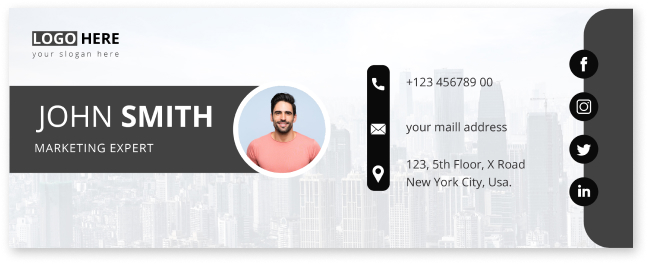 LOGO HERE
your slogan here
JOHN SMITH
MARKETING EXPERT
+123 456789 00
your maill address
123, 5th Floor, X Road
New York City, Usa.